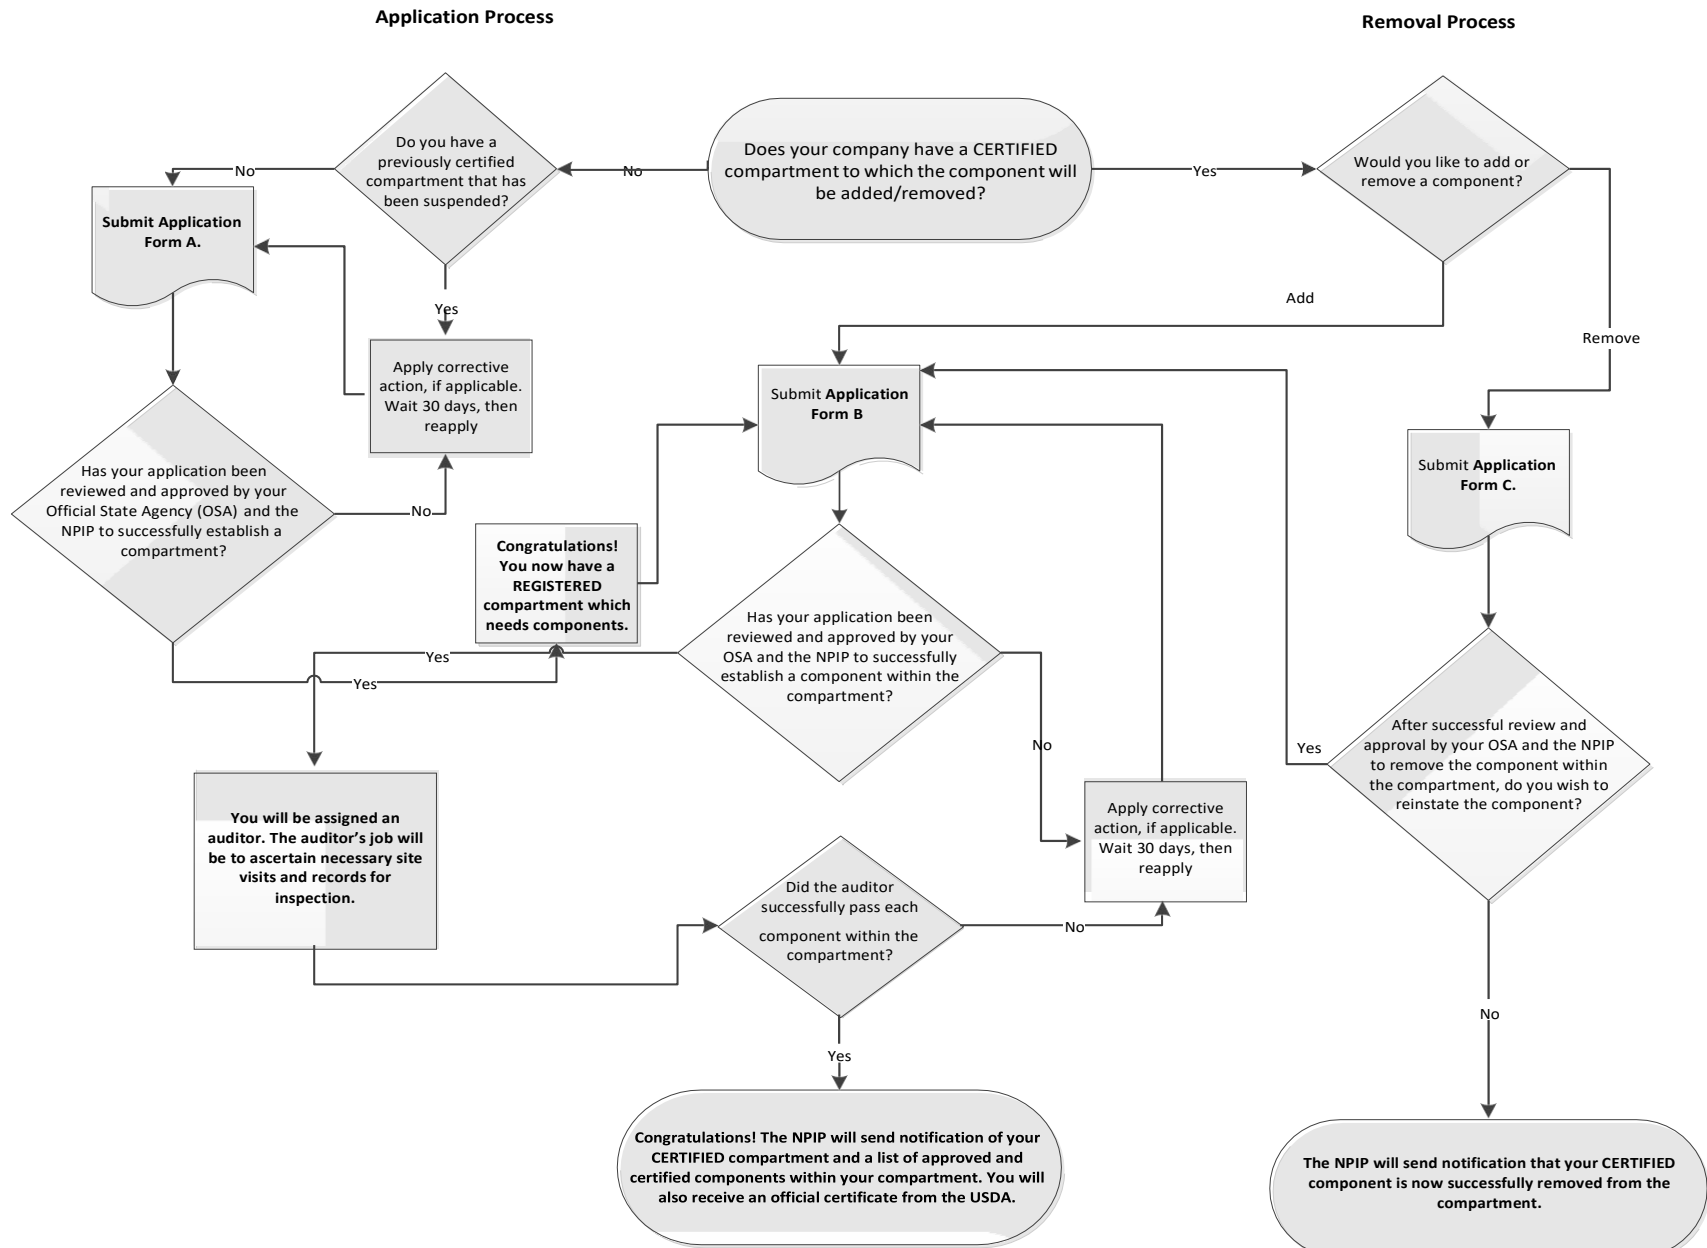 Application Process
Removal Process
Do you have a
previously certified
compartment that has
been suspended?
Does your company have a CERTIFIED
compartment to which the component will
be added/removed?
Would you like to add or
remove a component?
No
No
Yes
Submit Application
Form A.
Yes
Add
Remove
Apply corrective
action, if applicable.
Wait 30 days, then
reapply
Submit Application
Form B
Submit Application
Form C.
Has your application been
reviewed and approved by your
Official State Agency (OSA) and the
NPIP to successfully establish a
compartment?
No
Congratulations!
You now have a
REGISTERED
compartment which
needs components.
Has your application been
reviewed and approved by your
OSA and the NPIP to successfully
establish a component within the
compartment?
Yes
Yes
No
After successful review and
approval by your OSA and the NPIP
to remove the component within
the compartment, do you wish to
reinstate the component?
Yes
You will be assigned an
auditor. The auditor’s job will
be to ascertain necessary site
visits and records for
inspection.
Apply corrective
action, if applicable.
Wait 30 days, then
reapply
Did the auditor
successfully pass each
component within the
compartment?
No
No
Yes
Congratulations! The NPIP will send notification of your
CERTIFIED compartment and a list of approved and
certified components within your compartment. You will
also receive an official certificate from the USDA.
The NPIP will send notification that your CERTIFIED
component is now successfully removed from the
compartment.